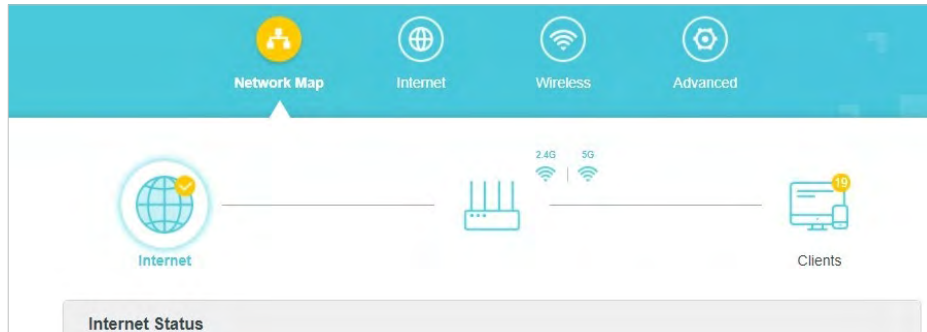 Network Map
Internet
Wireless
Advanced
2.4G
5G
19
Internet
Clients
Internet Status